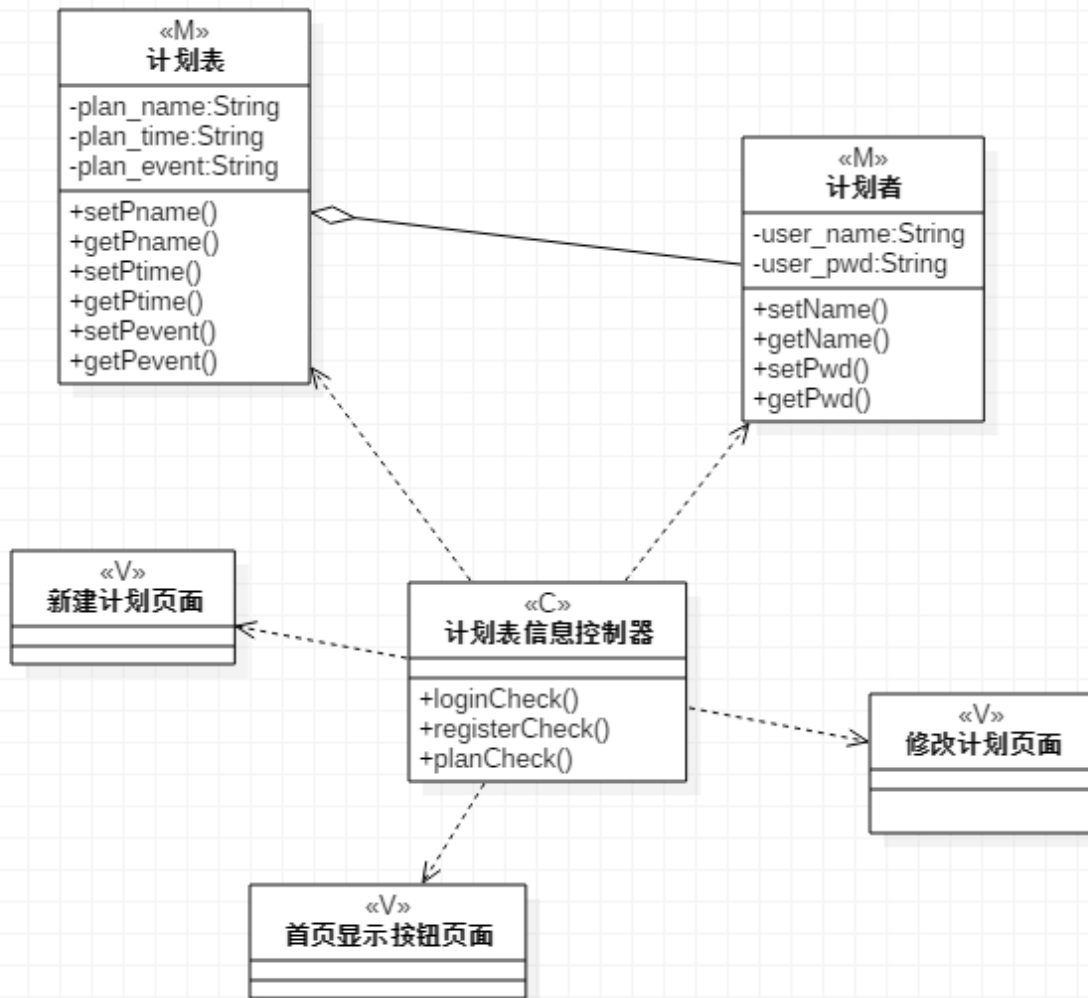 «M»
计划表
-plan_name:String
-plan_time:String
-plan_event:String
+setPname()
+getPname()
+setPtime()
+getPtime()
+setPevent()
+getPevent()
«M»
计划者
-user_name:String
-user_pwd:String
+setName()
+getName()
+setPwd()
+getPwd()
«V»
新建计划页面
«C»
计划表信息控制器
+loginCheck()
+registerCheck()
+planCheck()
«V»
修改计划页面
«V»
首页显示按钮页面